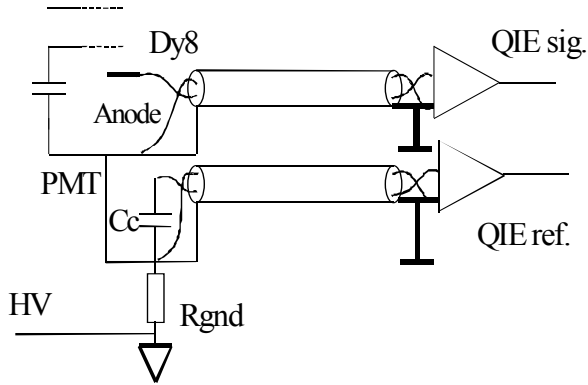 Dy8
QIE sig.
Anode
PMT
Cc
QIE ref.
HV
Rgnd